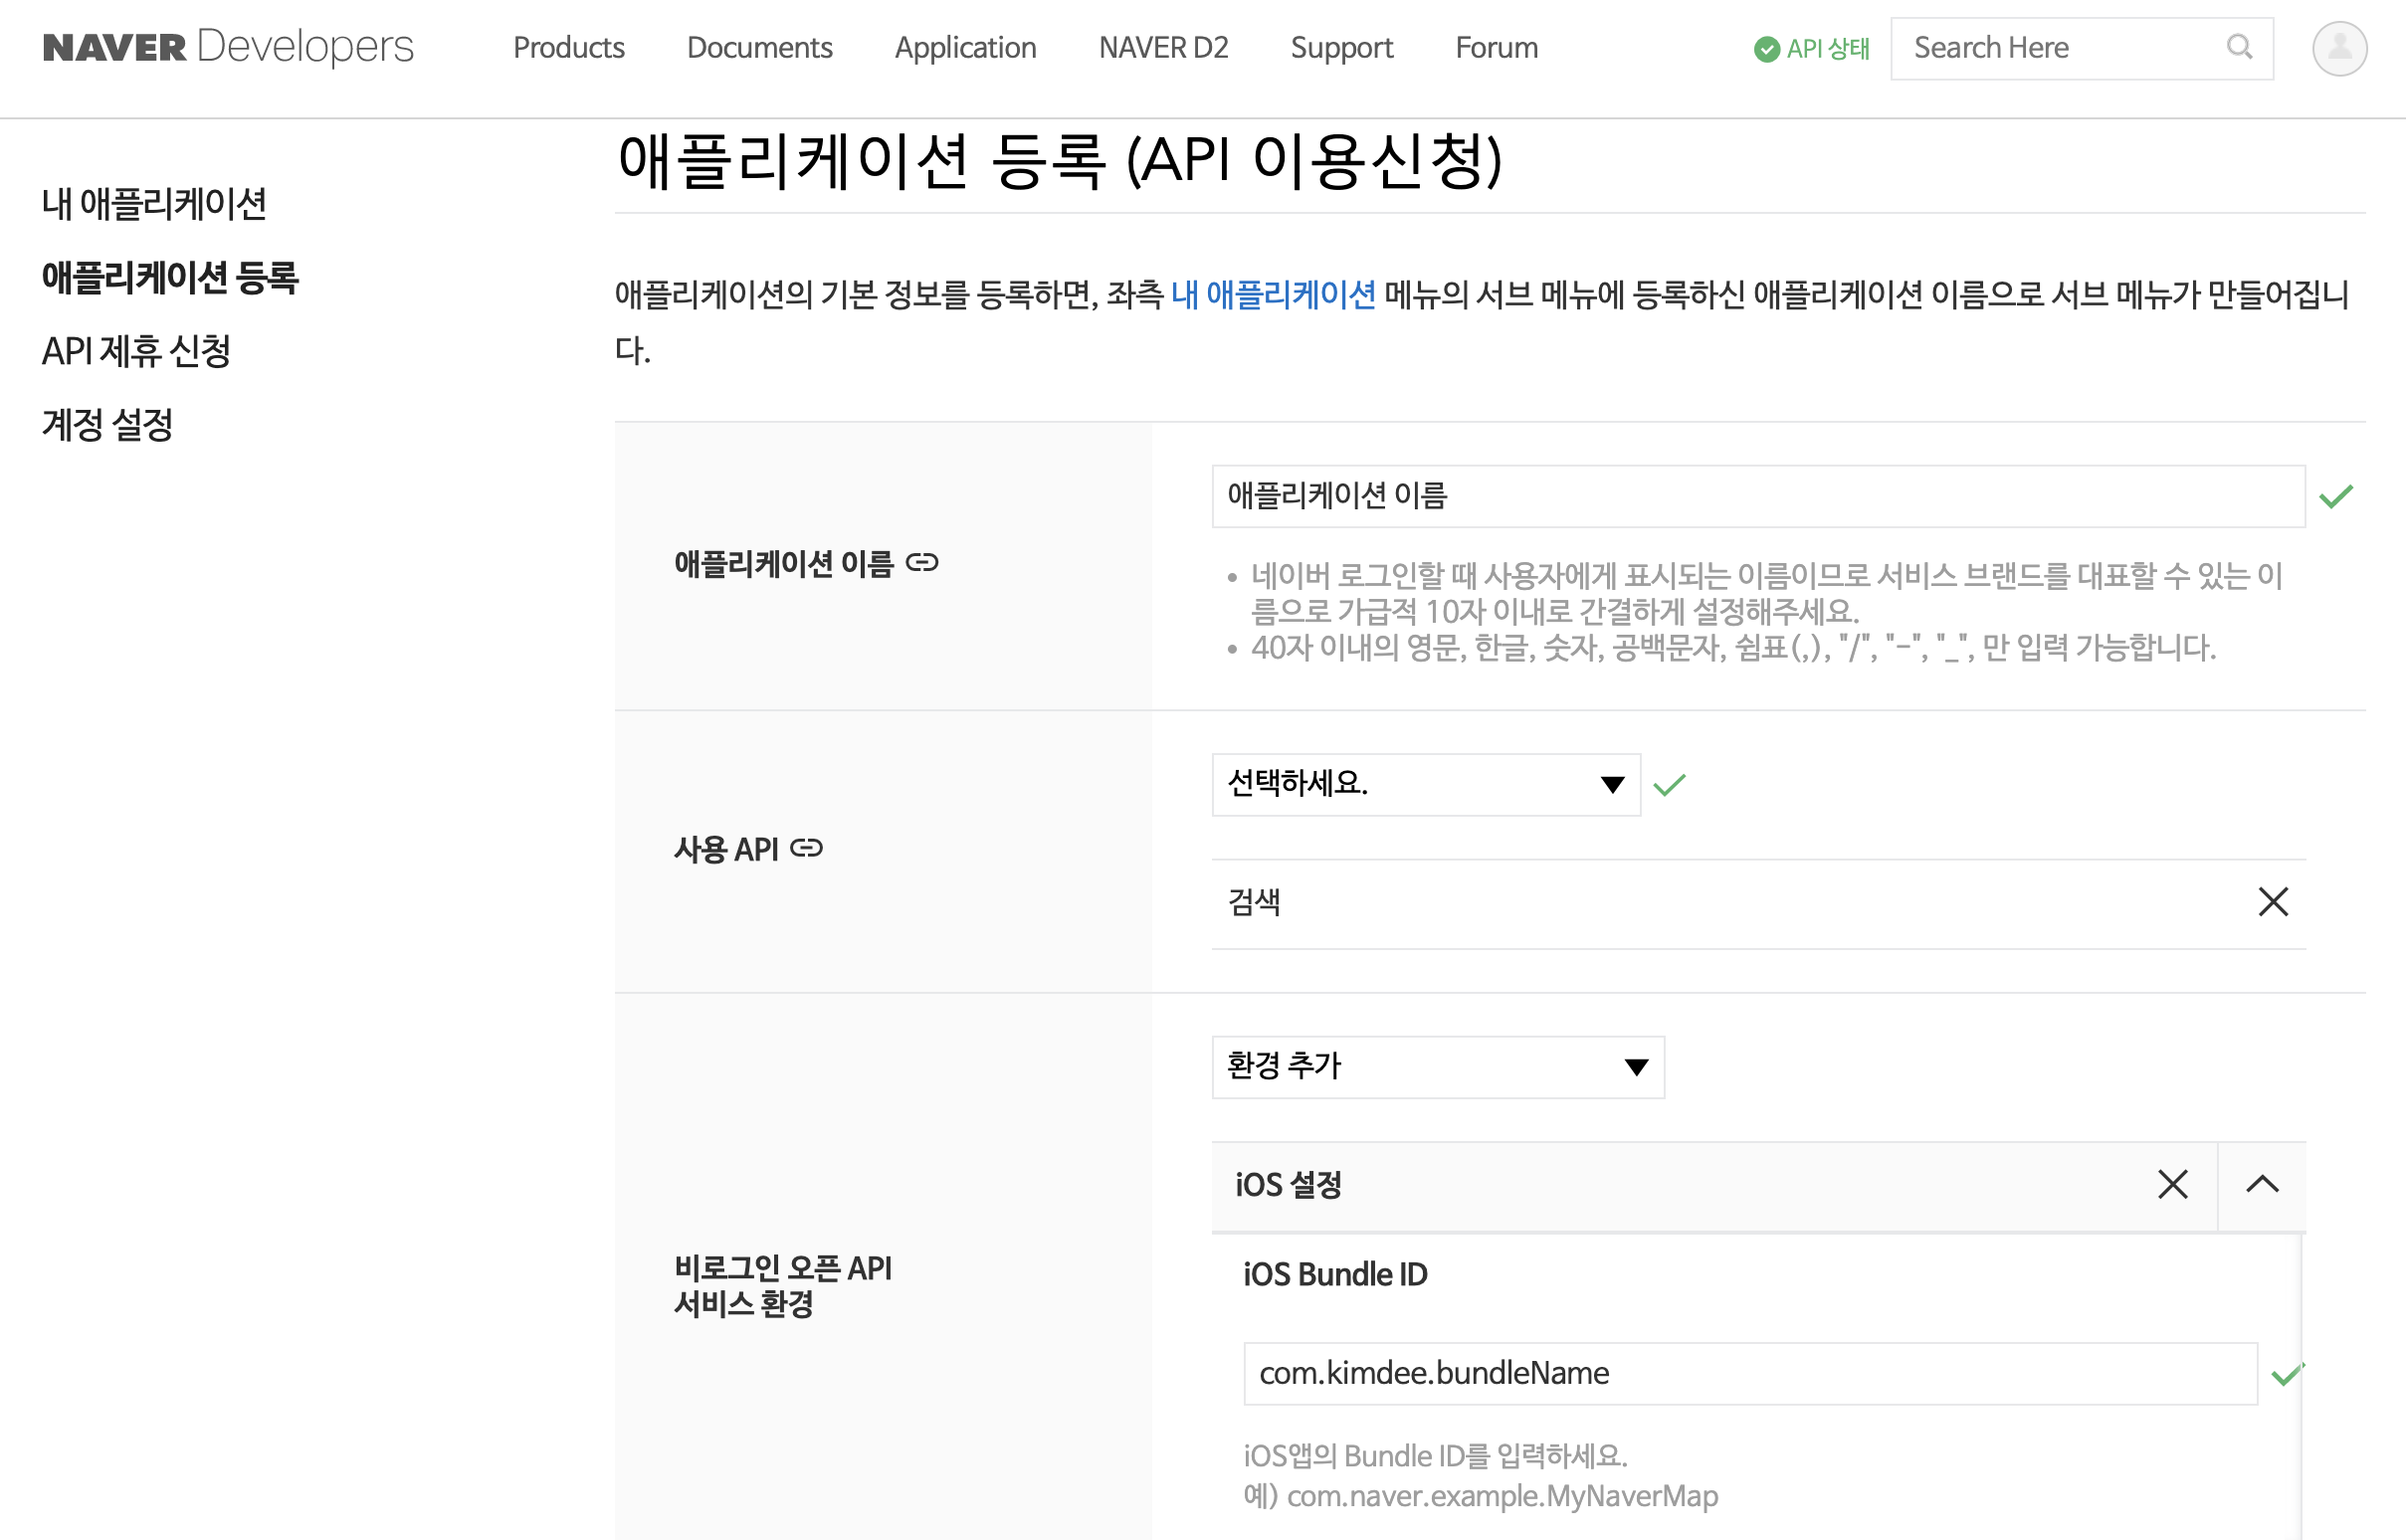 NAVER Developers
Products
Documents
Application
NAVER D2
Support
Forum
API 상태
Search Here
내 애플리케이션
애플리케이션 등록
API 제휴 신청
계정 설정
애플리케이션 등록 (API 이용신청)
애플리케이션의 기본 정보를 등록하면, 좌측 내 애플리케이션 메뉴의 서브 메뉴에 등록하신 애플리케이션 이름으로 서브 메뉴가 만들어집니
다.
애플리케이션 이름
애플리케이션 이름
• 네이버 로그인할 때 사용자에게 표시되는 이름이므로 서비스 브랜드를 대표할 수 있는 이
름으로 가급적 10자 이내로 간결하게 설정해주세요.
• 40자 이내의 영문, 한글, 숫자, 공백문자, 쉼표(,), "/", "-", "_", 만 입력 가능합니다.
사용 API
선택하세요.
검색
비로그인 오픈 API
서비스 환경
환경 추가
iOS 설정
iOS Bundle ID
com.kimdee.bundleName
iOS앱의 Bundle ID를 입력하세요.
예) com.naver.example.MyNaverMap